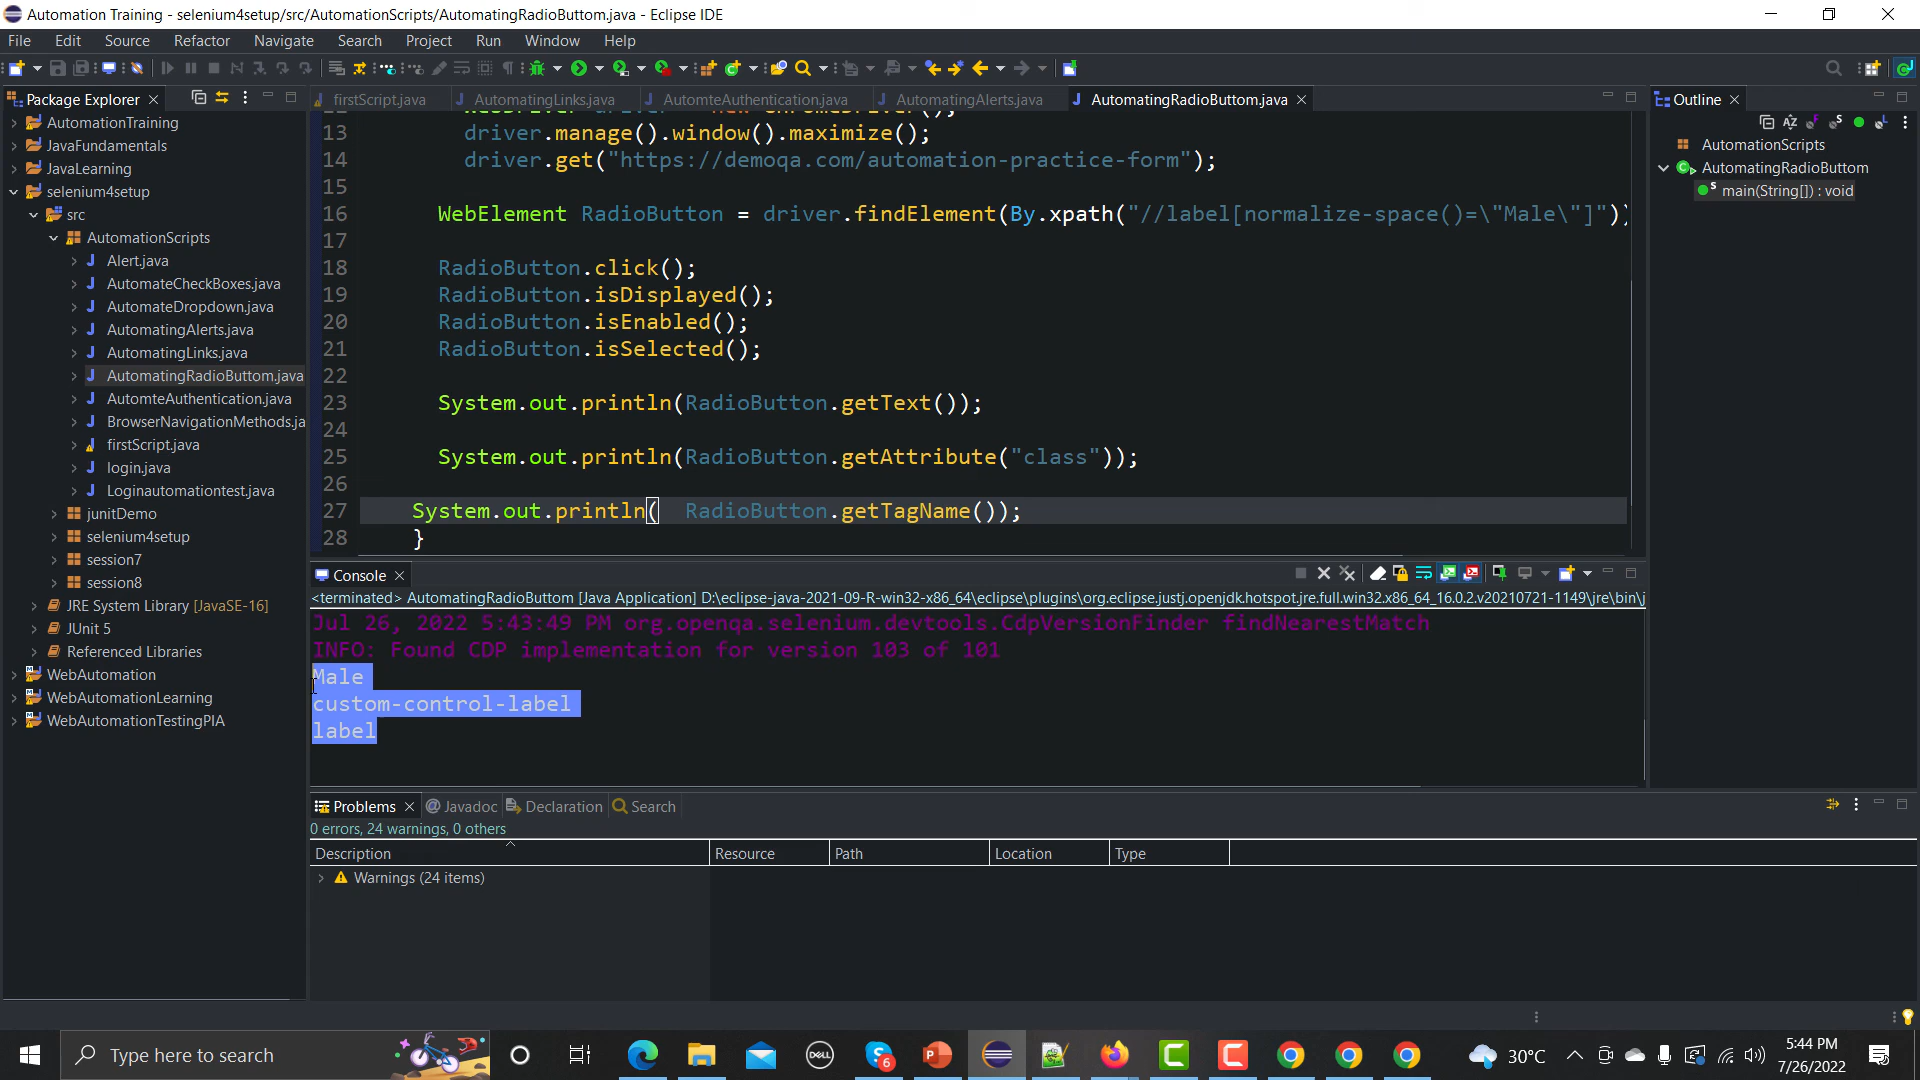 Automation Training - selenium4setup/src/AutomationScripts/AutomatingRadioButtom.java - Eclipse IDE
File Edit Source Refactor Navigate Search Project Run Window Help
Package Explorer
AutomationTraining
JavaFundamentals
JavaLearning
selenium4setup
src
AutomationScripts
Alert.java
AutomateCheckBoxes.java
AutomateDropdown.java
AutomatingAlerts.java
AutomatingLinks.java
AutomatingRadioButtom.java
AutomteAuthentication.java
BrowserNavigationMethods.ja
firstScript.java
login.java
Loginautomationtest.java
junitDemo
selenium4setup
session7
session8
JRE System Library [JavaSE-16]
JUnit 5
Referenced Libraries
WebAutomation
WebAutomationLearning
WebAutomationTestingPIA
firstScript.java AutomatingLinks.java AutomteAuthentication.java AutomatingAlerts.java AutomatingRadioButtom.java
13 driver.manage().window().maximize();
14 driver.get("https://demoqa.com/automation-practice-form");
15
16 WebElement RadioButton = driver.findElement(By.xpath("//label[normalize-space()=\"Male\"]"))
17
18 RadioButton.click();
19 RadioButton.isDisplayed();
20 RadioButton.isEnabled();
21 RadioButton.isSelected();
22
23 System.out.println(RadioButton.getText());
24
25 System.out.println(RadioButton.getAttribute("class"));
26
27 System.out.println(  RadioButton.getTagName());
28 }
Outline
AutomationScripts
AutomatingRadioButtom
main(String[]) : void
Console
<terminated> AutomatingRadioButtom [Java Application] D:\eclipse-java-2021-09-R-win32-x86_64\eclipse\plugins\org.eclipse.justj.openjdk.hotspot.jre.full.win32.x86_64_16.0.2.v20210721-1149\jre\bin\j
Jul 26, 2022 5:43:49 PM org.openqa.selenium.devtools.CdpVersionFinder findNearestMatch
INFO: Found CDP implementation for version 103 of 101
Male
custom-control-label
label
Problems Javadoc Declaration Search
0 errors, 24 warnings, 0 others
Description Resource Path Location Type
Warnings (24 items)
Type here to search
DELL
6
30°C
5:44 PM
7/26/2022